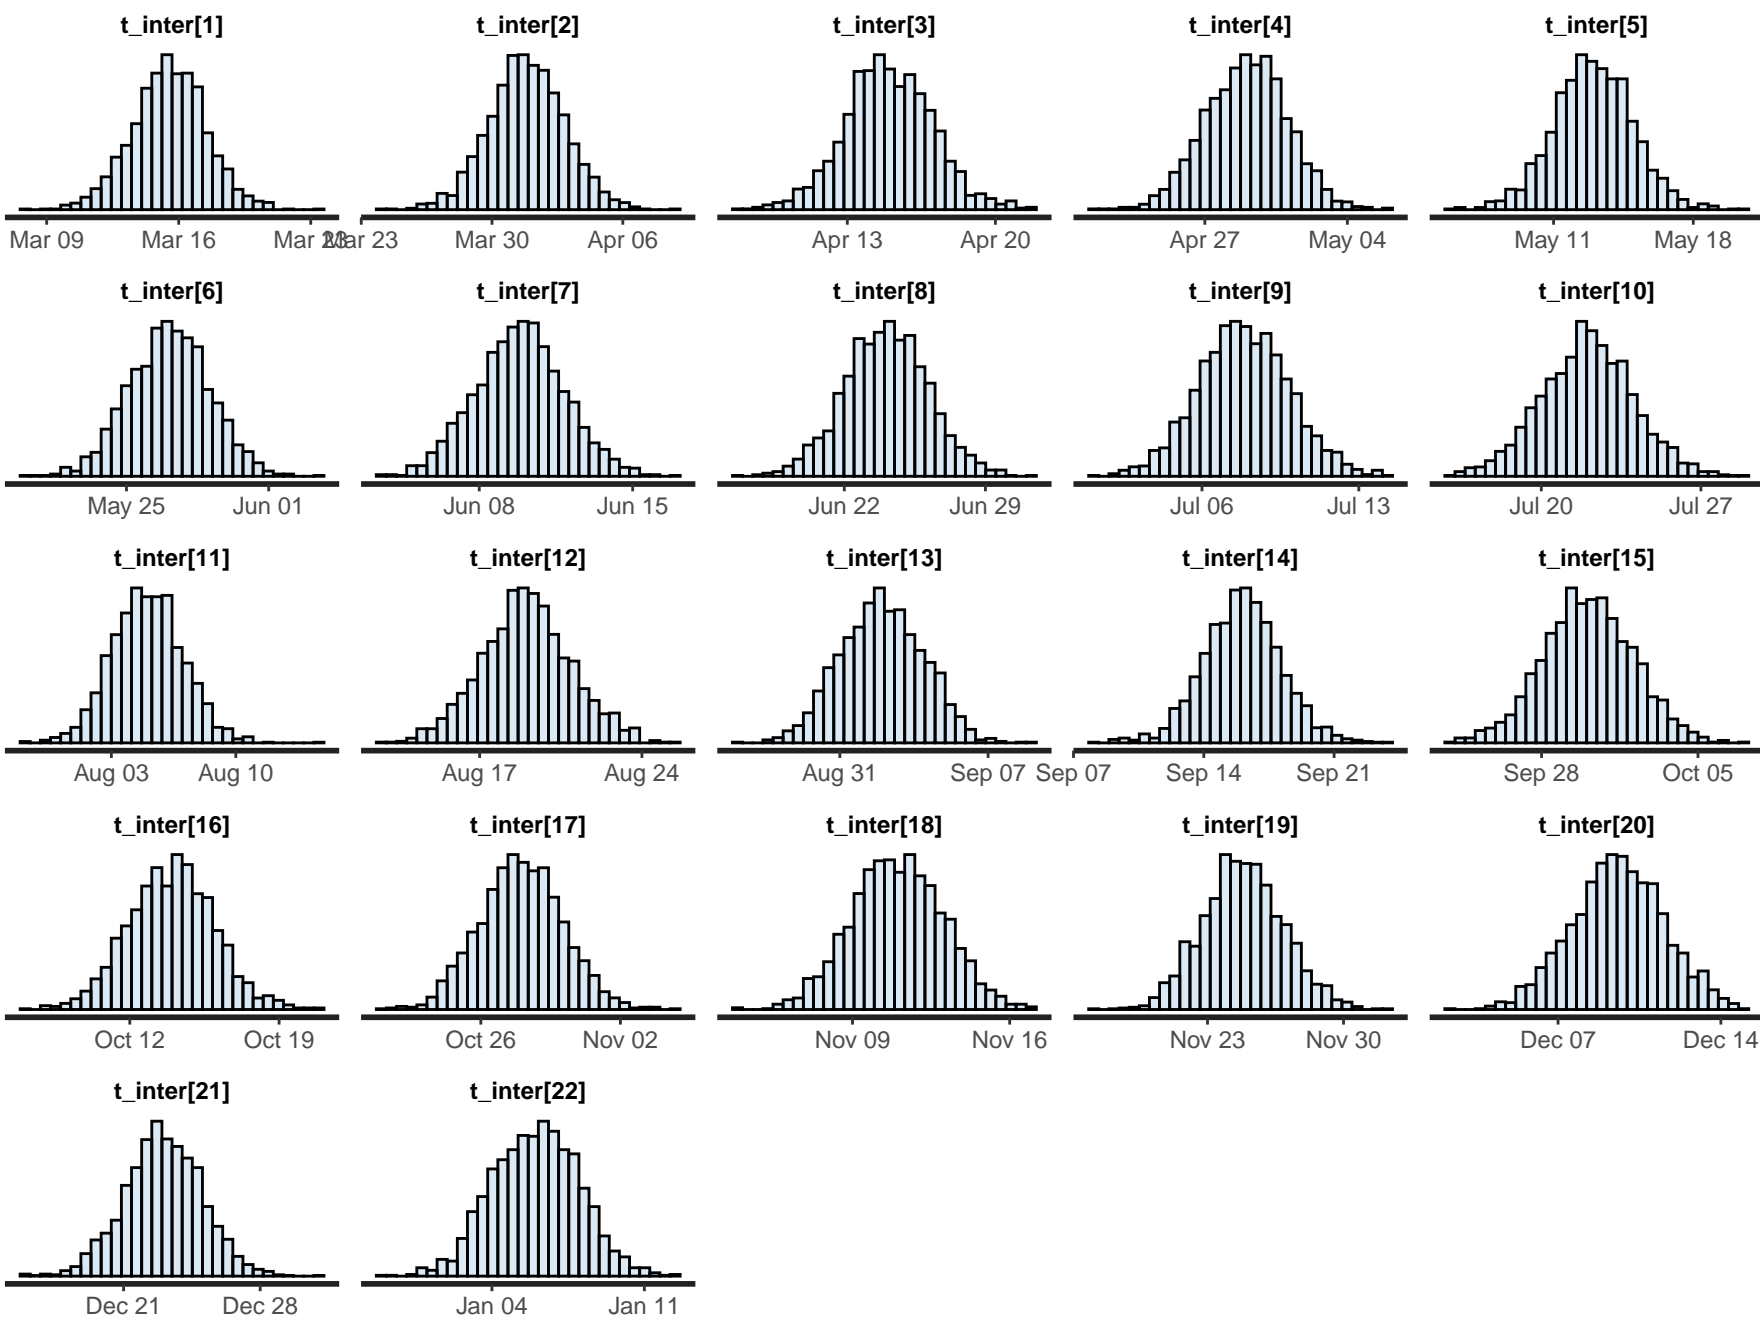 t_inter[1] t_inter[2] t_inter[3] t_inter[4] t_inter[5]
Mar 09 Mar 16 Mar 23 Mar 23 Mar 30 Apr 06 Apr 13 Apr 20 Apr 27 May 04 May 11 May 18
t_inter[6] t_inter[7] t_inter[8] t_inter[9] t_inter[10]
May 25 Jun 01 Jun 08 Jun 15 Jun 22 Jun 29 Jul 06 Jul 13 Jul 20 Jul 27
t_inter[11] t_inter[12] t_inter[13] t_inter[14] t_inter[15]
Aug 03 Aug 10 Aug 17 Aug 24 Aug 31 Sep 07 Sep 07 Sep 14 Sep 21 Sep 28 Oct 05
t_inter[16] t_inter[17] t_inter[18] t_inter[19] t_inter[20]
Oct 12 Oct 19 Oct 26 Nov 02 Nov 09 Nov 16 Nov 23 Nov 30 Dec 07 Dec 14
t_inter[21] t_inter[22]
Dec 21 Dec 28 Jan 04 Jan 11